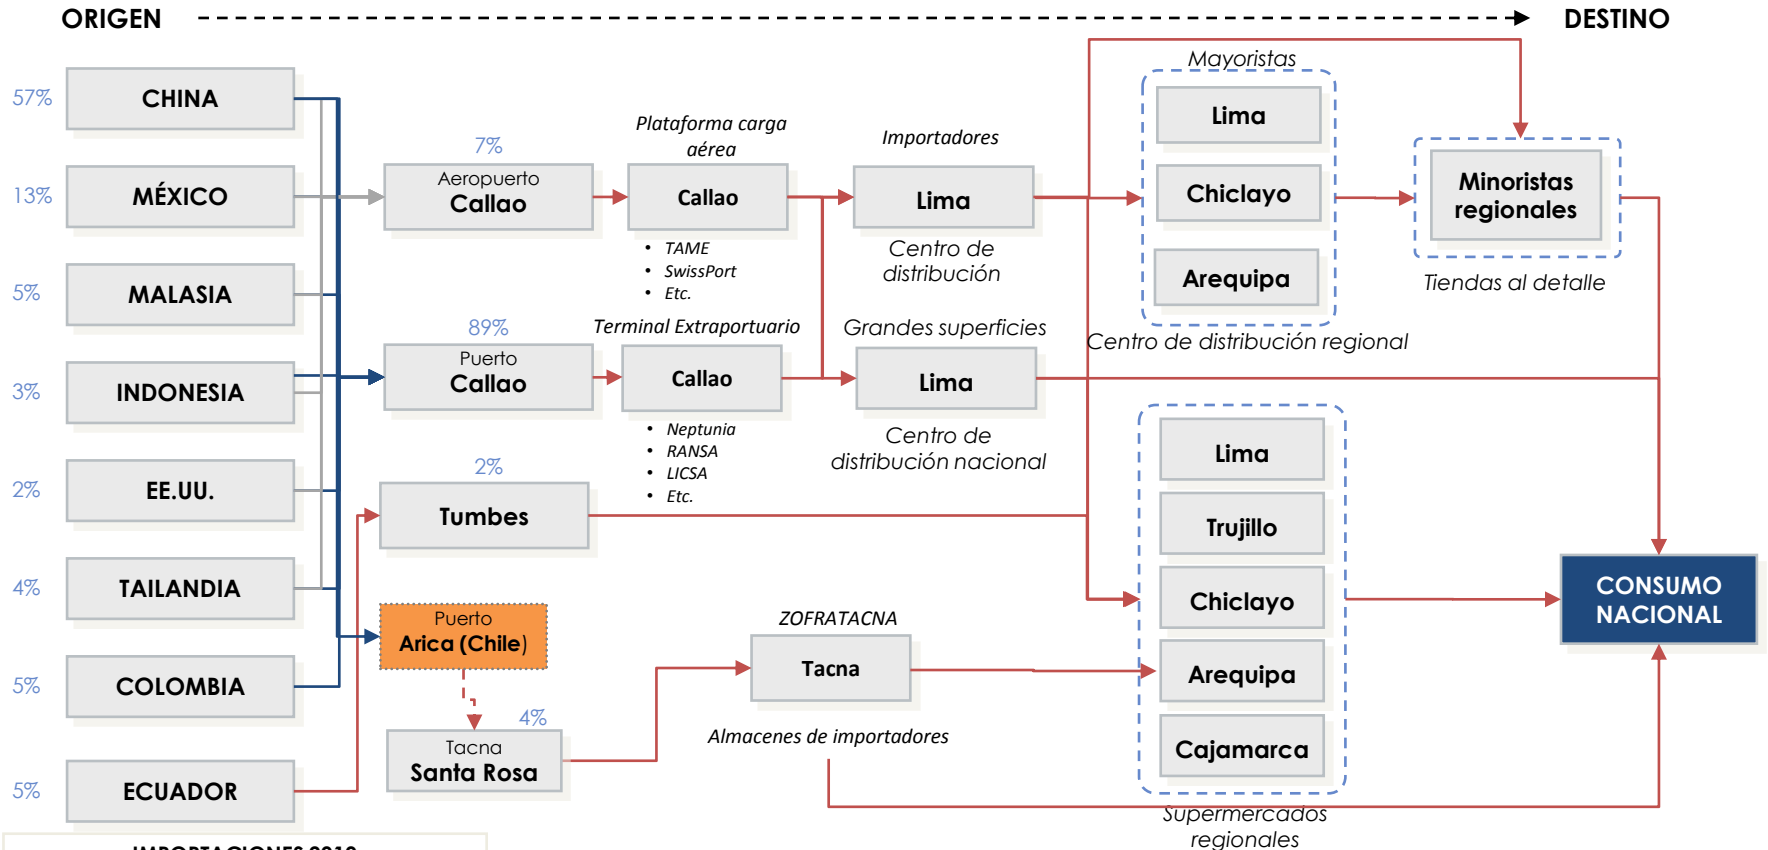 ORIGEN
DESTINO
57%
CHINA
13%
MÉXICO
5%
MALASIA
3%
INDONESIA
2%
EE.UU.
4%
TAILANDIA
5%
COLOMBIA
5%
ECUADOR
7%
Aeropuerto
Callao
89%
Puerto
Callao
2%
Tumbes
Puerto
Arica (Chile)
4%
Tacna
Santa Rosa
Plataforma carga
aérea
Callao
• TAME
• SwissPort
• Etc.
Terminal Extraportuario
Callao
• Neptunia
• RANSA
• LICSA
• Etc.
ZOFRATACNA
Tacna
Almacenes de importadores
Importadores
Lima
Centro de
distribución
Grandes superficies
Lima
Centro de
distribución nacional
Mayoristas
Lima
Chiclayo
Arequipa
Centro de distribución regional
Lima
Trujillo
Chiclayo
Arequipa
Cajamarca
Supermercados
regionales
Minoristas
regionales
Tiendas al detalle
CONSUMO
NACIONAL
IMPORTACIONES 2010